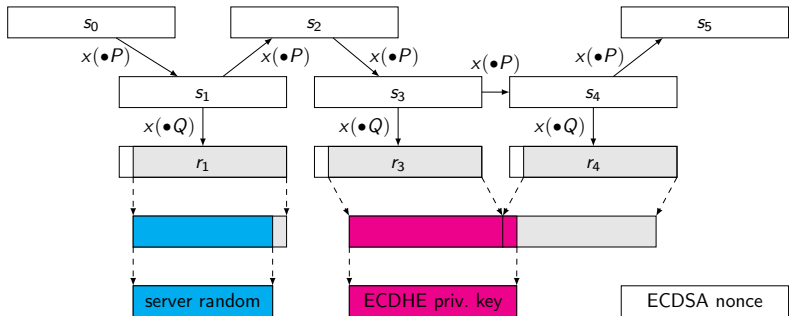 s0 s2 s5
x(•P) x(•P) x(•P) x(•P) x(•P)
s1 s3 s4
x(•Q) x(•Q) x(•Q)
r1 r3 r4
server random ECDHE priv. key ECDSA nonce